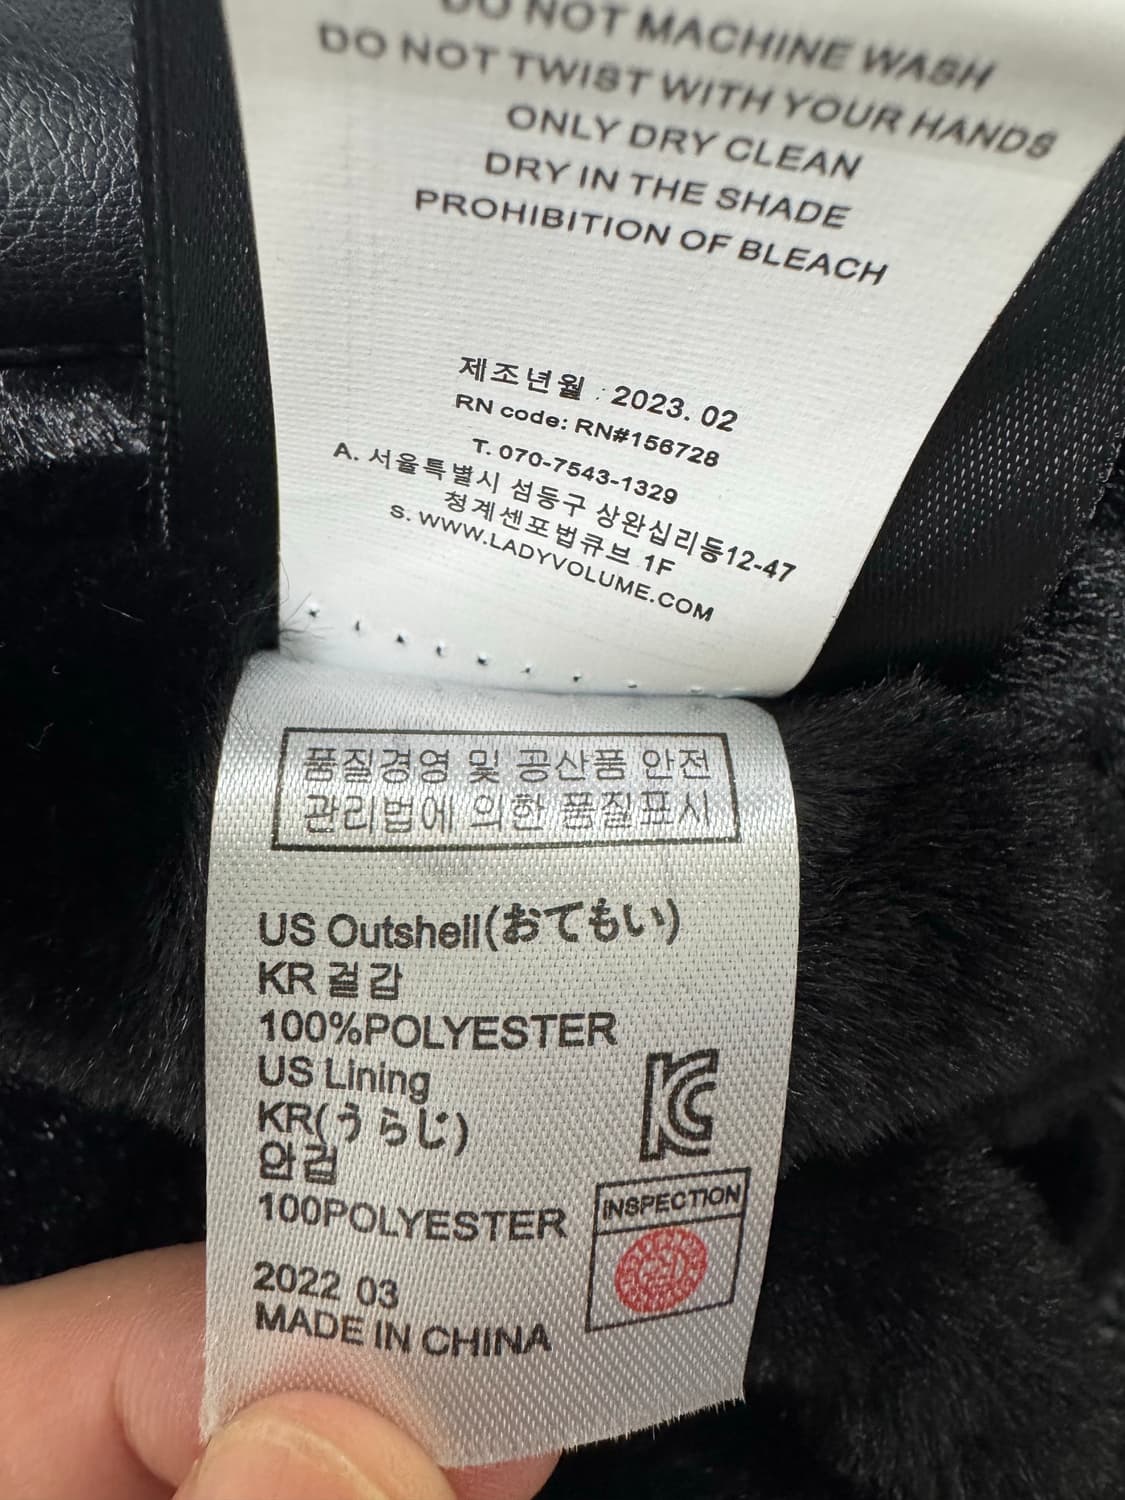 DO NOT MACHINE WASH
DO NOT TWIST WITH YOUR HANDS
ONLY DRY CLEAN
DRY IN THE SHADE
PROHIBITION OF BLEACH
제조년월 : 2023. 02
RN code: RN#156728
T. 070-7543-1329
A. 서울특별시 섬등구 상완십리등12-47
청계센포법큐브 1F
S. WWW.LADYVOLUME.COM
품질경영 및 공산품 안전
관리법에 의한 품질표시
US Outshell(おてもい)
KR 겉감
100%POLYESTER
US Lining
KR(うらじ)
안겁
100POLYESTER
KC
INSPECTION
2022 03
MADE IN CHINA